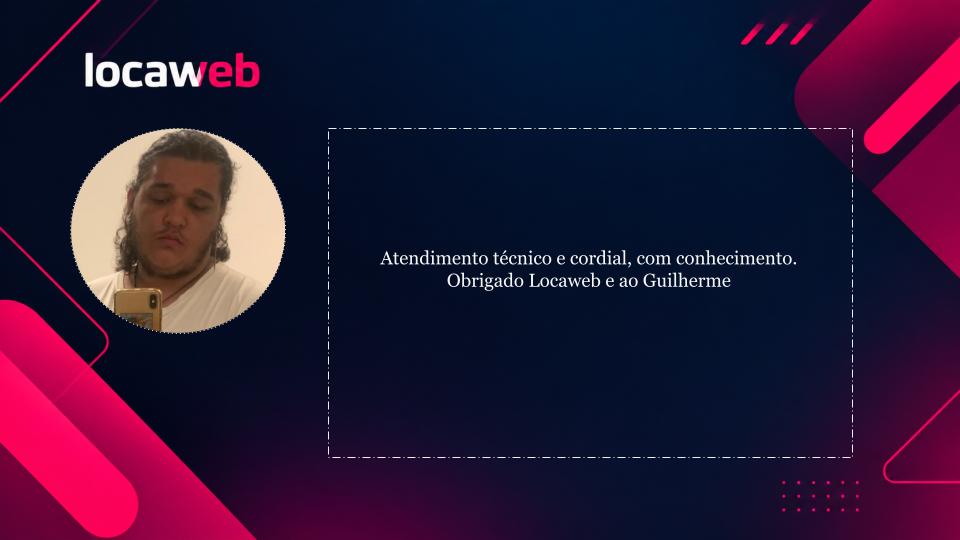 locaweb
Atendimento técnico e cordial, com conhecimento.
Obrigado Locaweb e ao Guilherme